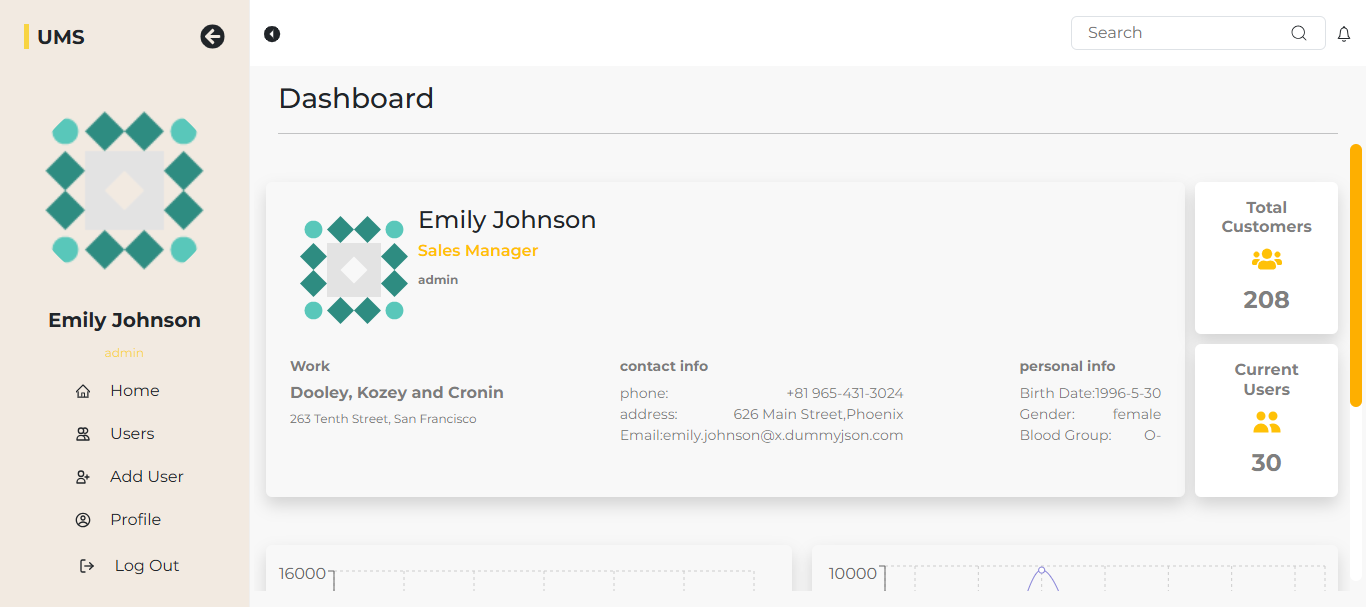 UMS
Search
Dashboard
Emily Johnson
admin
Home
Users
Add User
Profile
Log Out
Emily Johnson
Sales Manager
admin
Work
Dooley, Kozey and Cronin
263 Tenth Street, San Francisco
contact info
phone: +81 965-431-3024
address: 626 Main Street,Phoenix
Email:emily.johnson@x.dummyjson.com
personal info
Birth Date:1996-5-30
Gender: female
Blood Group: O-
Total
Customers
208
Current
Users
30
16000
10000